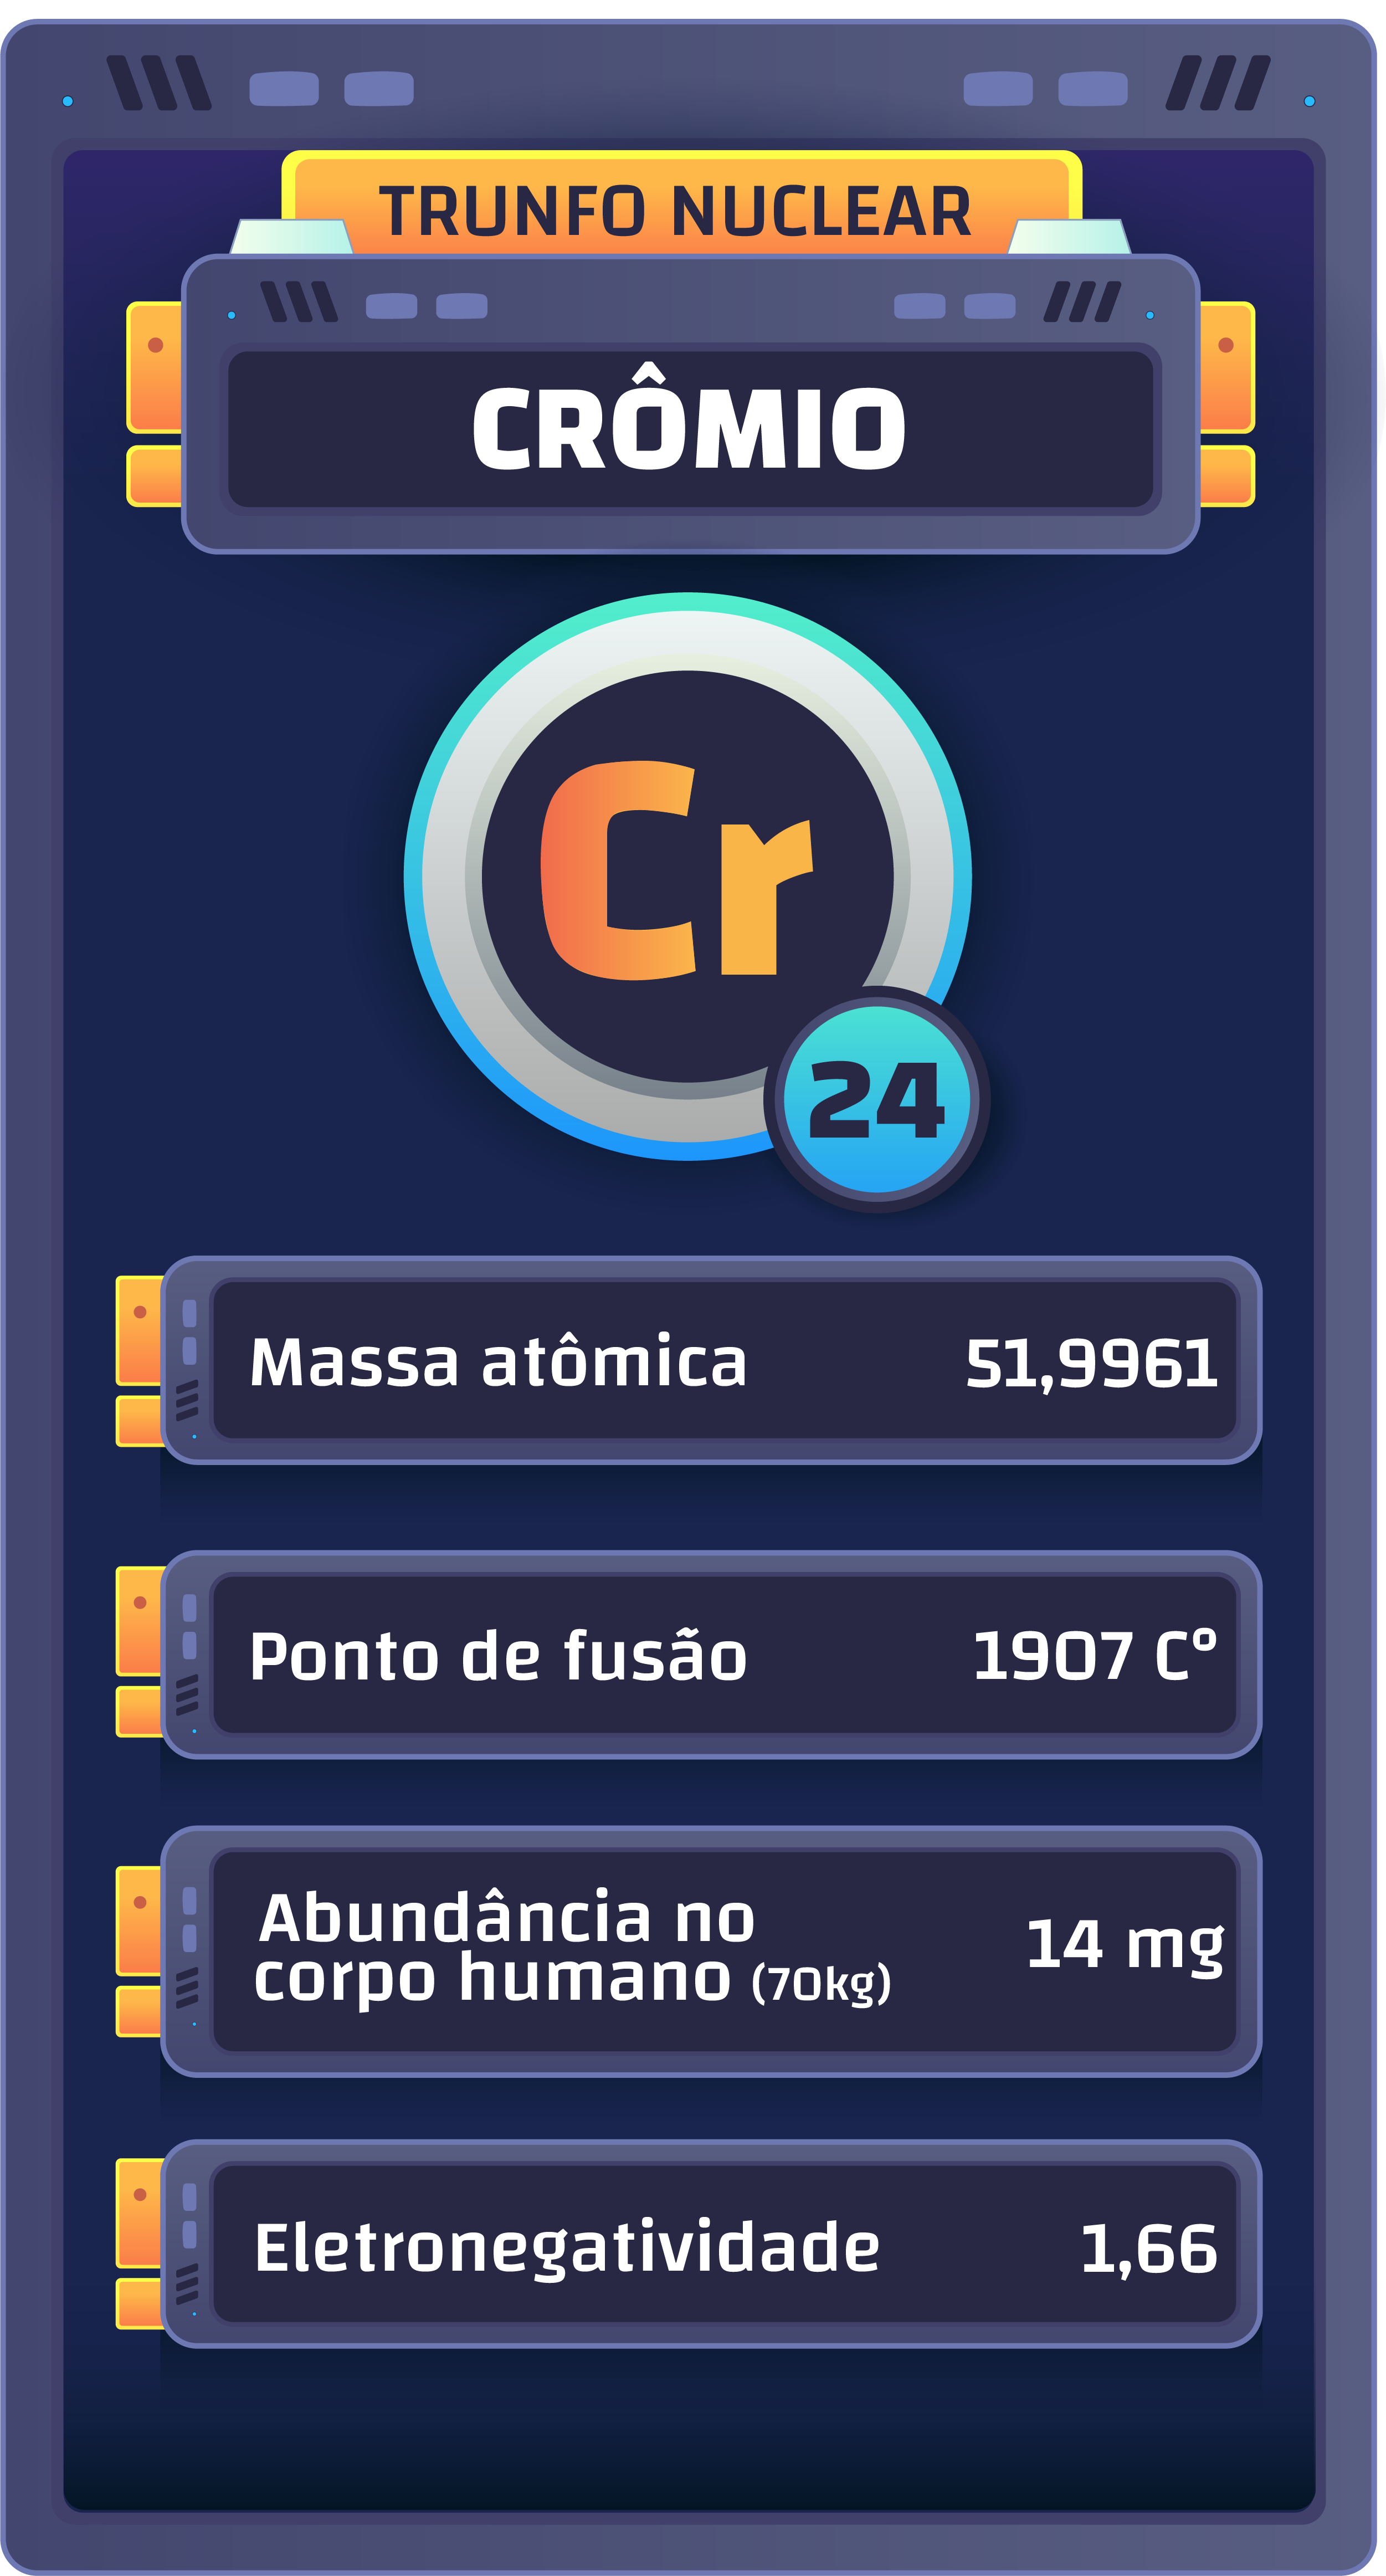 TRUNFO NUCLEAR
CRÔMIO
Cr
24
Massa atômica 51,9961
Ponto de fusão 1907 Cº
Abundância no
corpo humano (70kg) 14 mg
Eletronegatividade 1,66